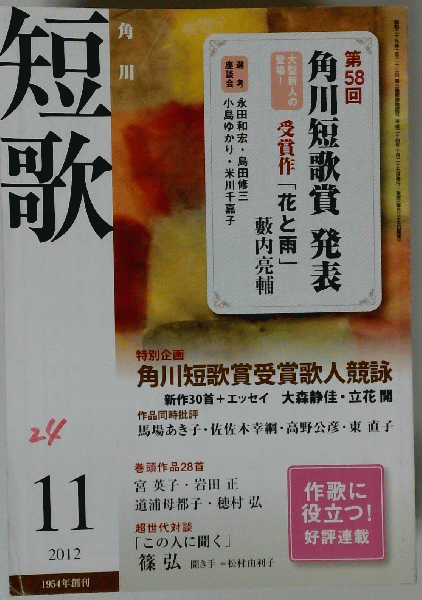 角川
短歌
第58回
角川短歌賞 発表
大型新人の
登場!
受賞作「花と雨」
藪内亮輔
選考
座談会
永田和宏・島田修三
小島ゆかり・米川千嘉子
特別企画
角川短歌賞受賞歌人競詠
新作30首+エッセイ 大森静佳・立花 開
作品同時批評
馬場あき子・佐佐木幸綱・高野公彦・東 直子
24
巻頭作品28首
宮 英子・岩田 正
道浦母都子・穂村 弘
超世代対談
「この人に聞く」
篠 弘 聞き手=松村由利子
11
2012
1954年創刊
作歌に
役立つ!
好評連載